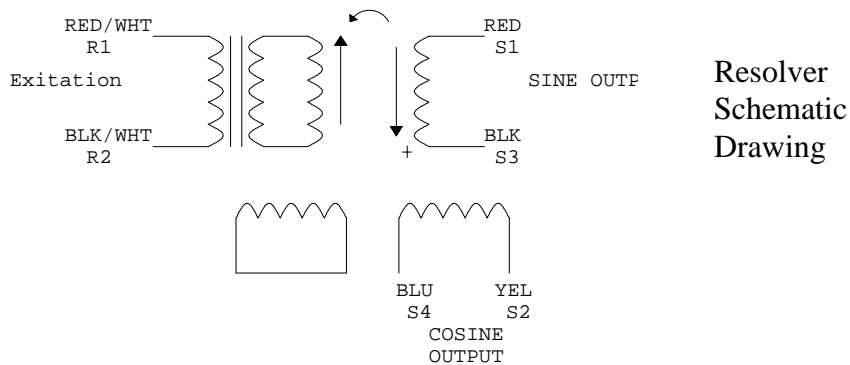 RED/WHT
R1
Exitation
BLK/WHT
R2
+
RED
S1
SINE OUTP
BLK
S3
BLU
S4
YEL
S2
COSINE
OUTPUT
Resolver
Schematic
Drawing